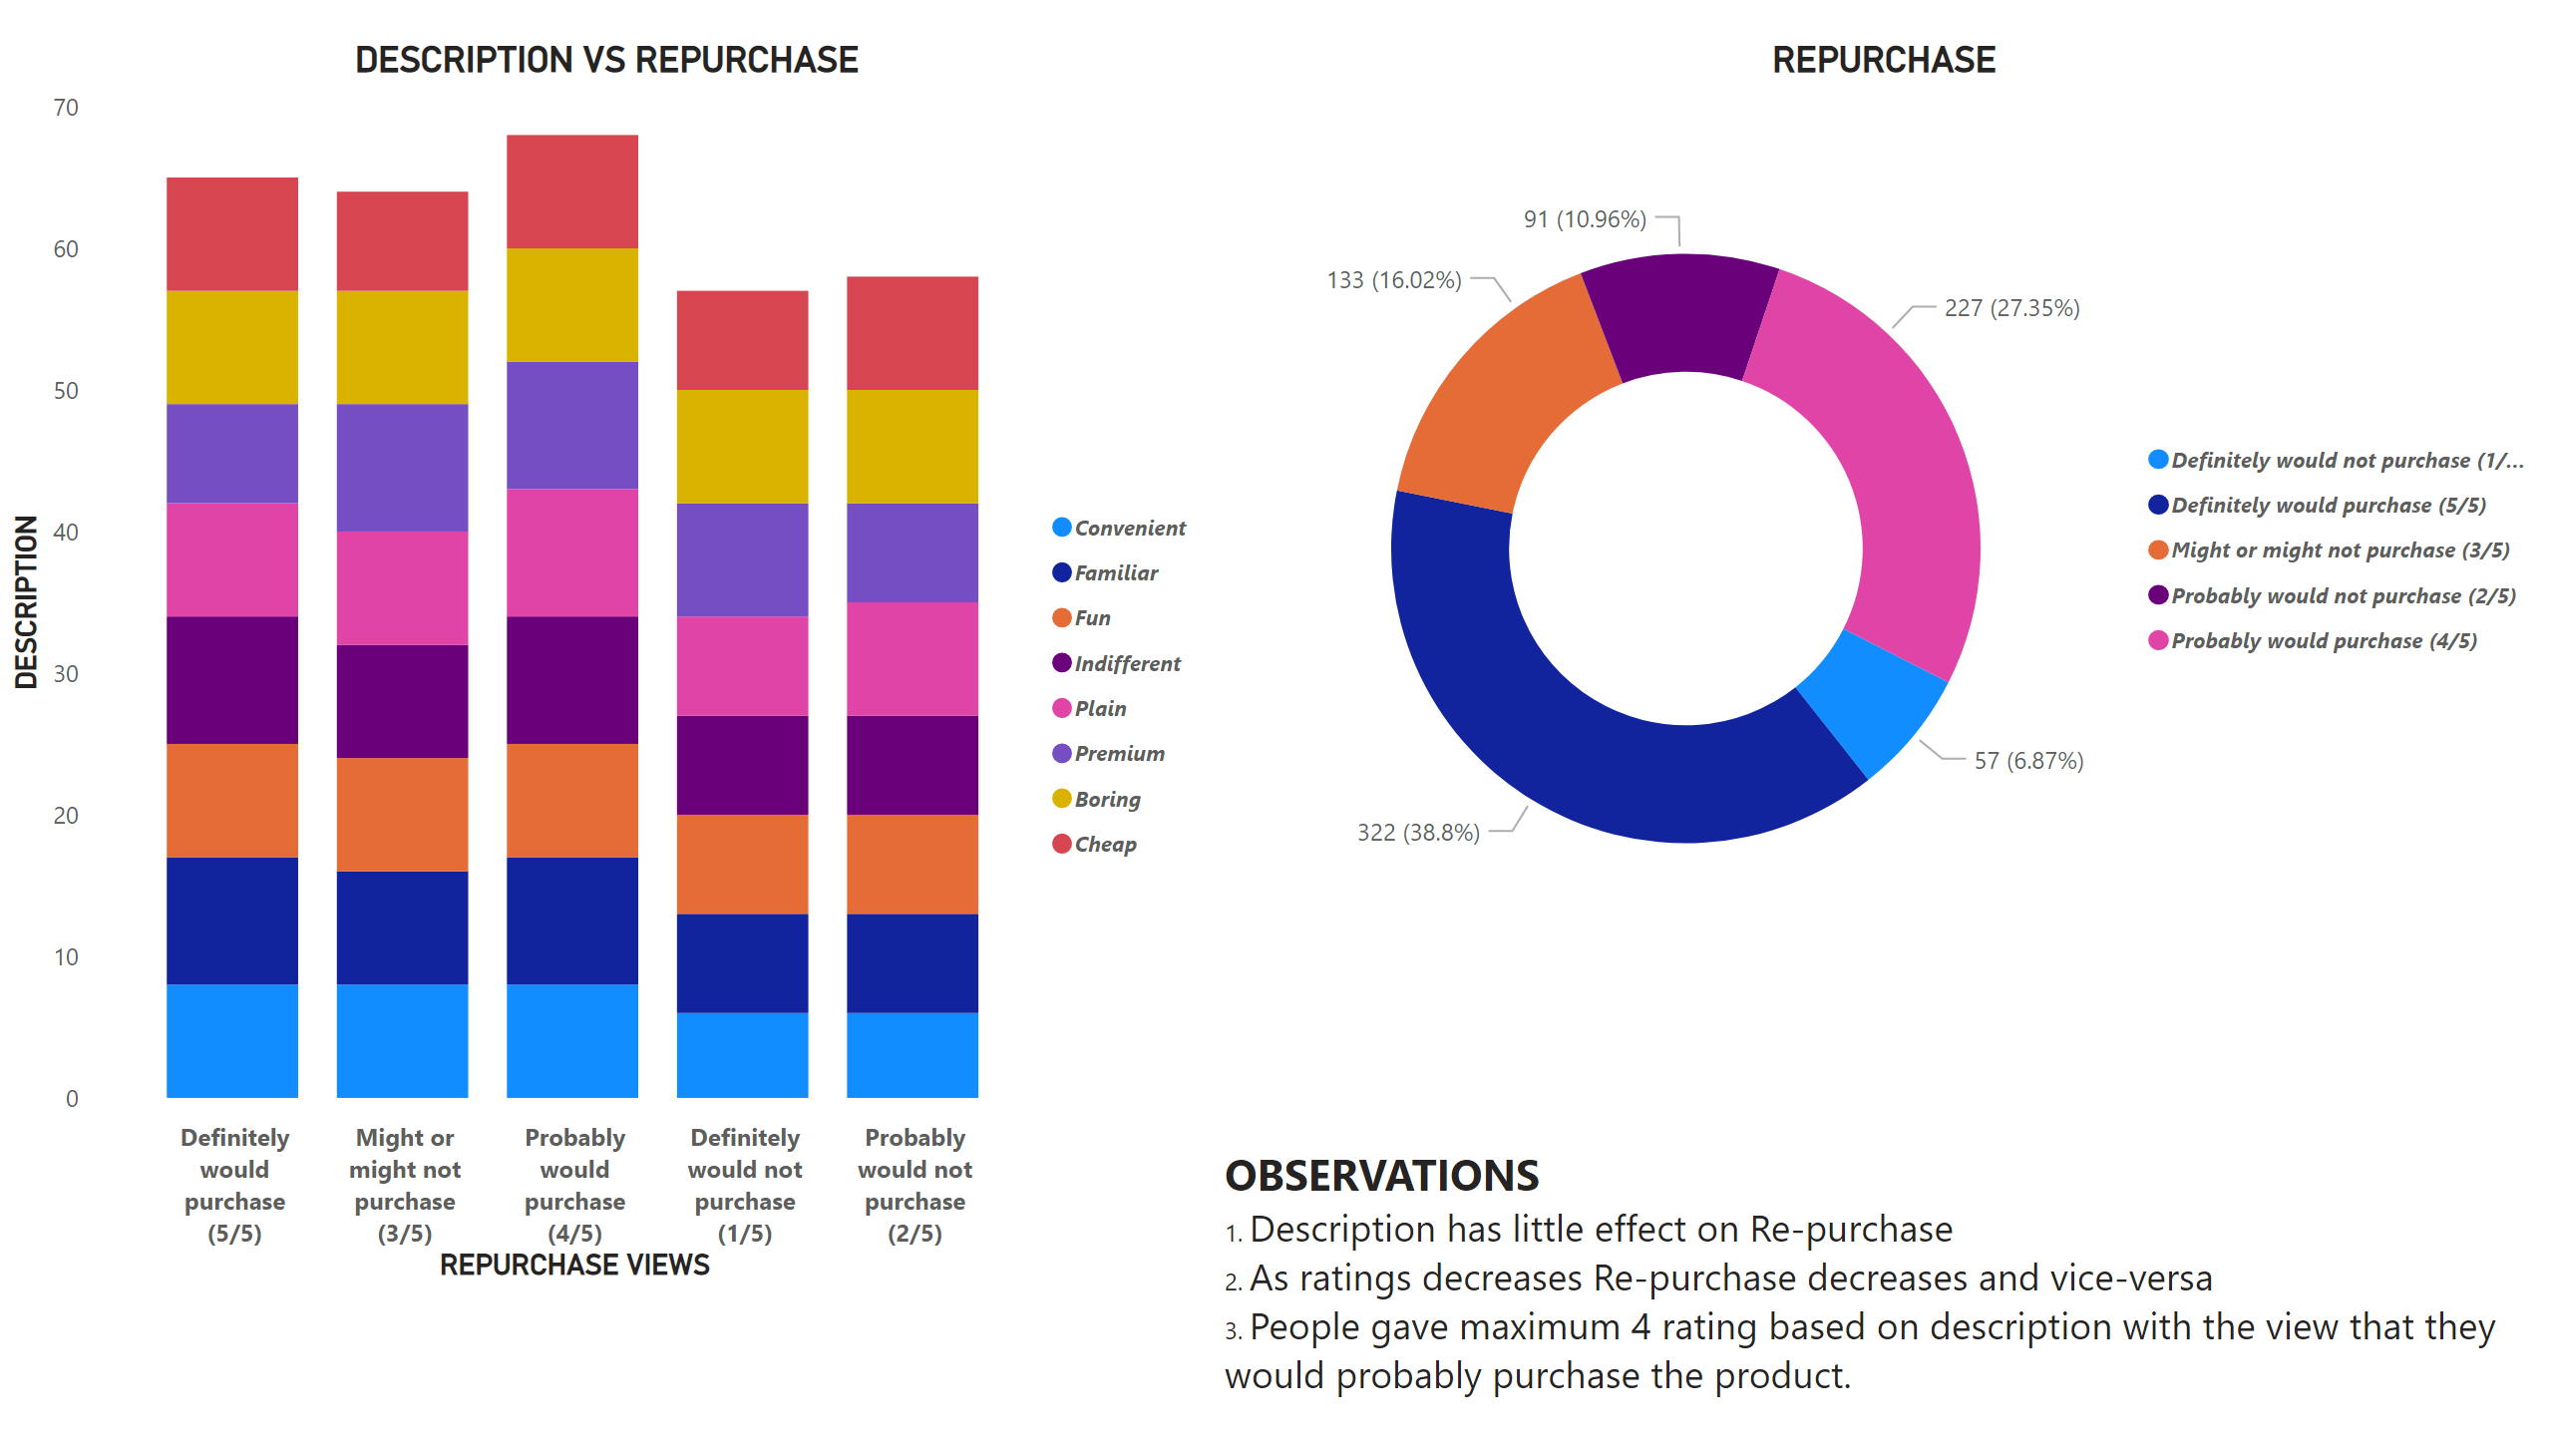 DESCRIPTION VS REPURCHASE
70
60
50
40
30
20
10
0
DESCRIPTION
Definitely
would
purchase
(5/5)
Might or
might not
purchase
(3/5)
Probably
would
purchase
(4/5)
Definitely
would not
purchase
(1/5)
Probably
would not
purchase
(2/5)
REPURCHASE VIEWS
Convenient
Familiar
Fun
Indifferent
Plain
Premium
Boring
Cheap
REPURCHASE
91 (10.96%)
133 (16.02%)
227 (27.35%)
57 (6.87%)
322 (38.8%)
Definitely would not purchase (1/...
Definitely would purchase (5/5)
Might or might not purchase (3/5)
Probably would not purchase (2/5)
Probably would purchase (4/5)
OBSERVATIONS
1. Description has little effect on Re-purchase
2. As ratings decreases Re-purchase decreases and vice-versa
3. People gave maximum 4 rating based on description with the view that they
would probably purchase the product.